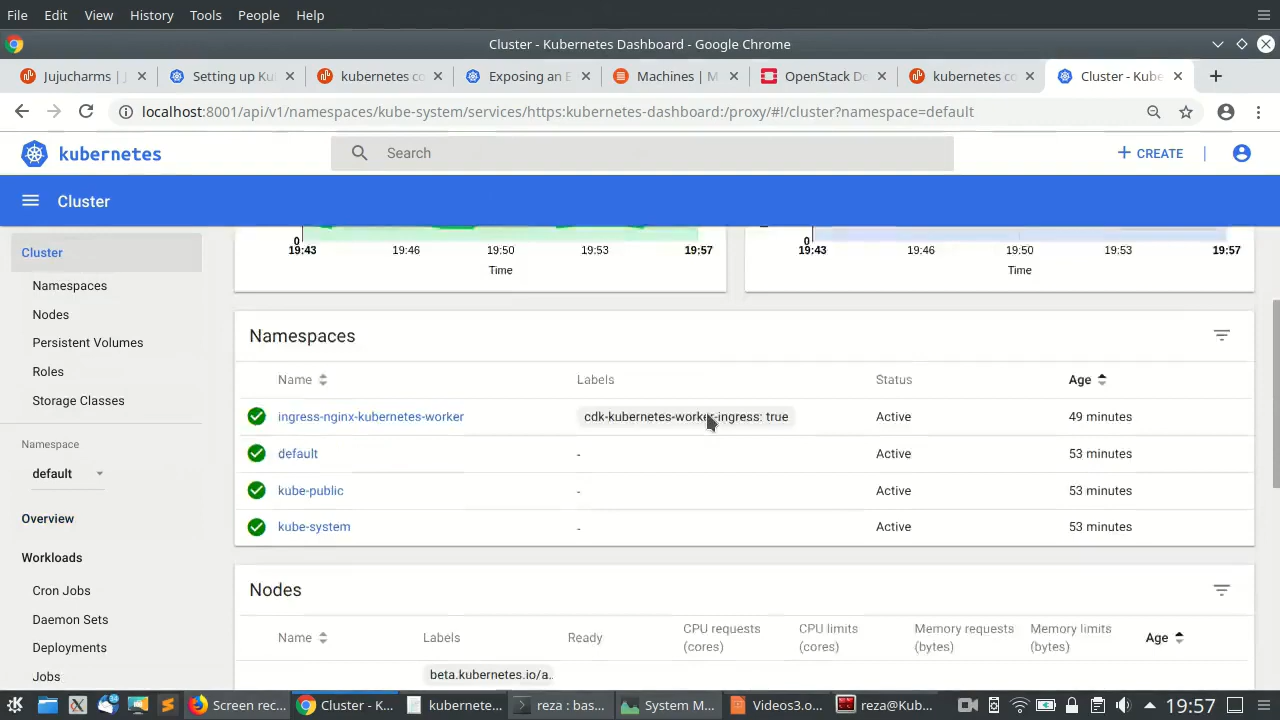 File Edit View History Tools People Help
Cluster - Kubernetes Dashboard - Google Chrome
Jujucharms | J
Setting up Ku
kubernetes co
Exposing an E
Machines | M
OpenStack Do
kubernetes co
Cluster - Kube
localhost:8001/api/v1/namespaces/kube-system/services/https:kubernetes-dashboard:/proxy/#!/cluster?namespace=default
kubernetes
Search
+ CREATE
Cluster
Cluster
Namespaces
Nodes
Persistent Volumes
Roles
Storage Classes
Namespace
default
Overview
Workloads
Cron Jobs
Daemon Sets
Deployments
Jobs
0
19:43 19:46 19:50 19:53 19:57
Time
0
19:43 19:46 19:50 19:53 19:57
Time
Namespaces
Name Labels Status Age
ingress-nginx-kubernetes-worker cdk-kubernetes-worker-ingress: true Active 49 minutes
default - Active 53 minutes
kube-public - Active 53 minutes
kube-system - Active 53 minutes
Nodes
Name Labels Ready CPU requests (cores) CPU limits (cores) Memory requests (bytes) Memory limits (bytes) Age
beta.kubernetes.io/a..
Screen rec...
Cluster - K...
kubernete...
reza : bas...
System M...
Videos3.o...
reza@Kub...
19:57